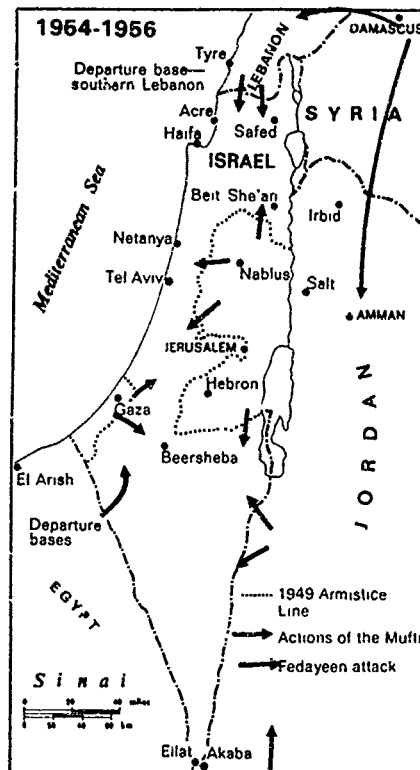 1964-1956
DAMASCUS
Tyre
LEBANON
Departure base—
southern Lebanon
SYRIA
Acre
Haifa
Safed
ISRAEL
Beit She'an
Irbid
Mediterranean Sea
Netanya
Nablus
Tel Aviv
Salt
AMMAN
JERUSALEM
Hebron
Gaza
JORDAN
Beersheba
El Arish
Departure
bases
EGYPT
1949 Armistice
Line
Actions of the Mufti
Fedayeen attack
Sinai
0
km
Eilat
Akaba